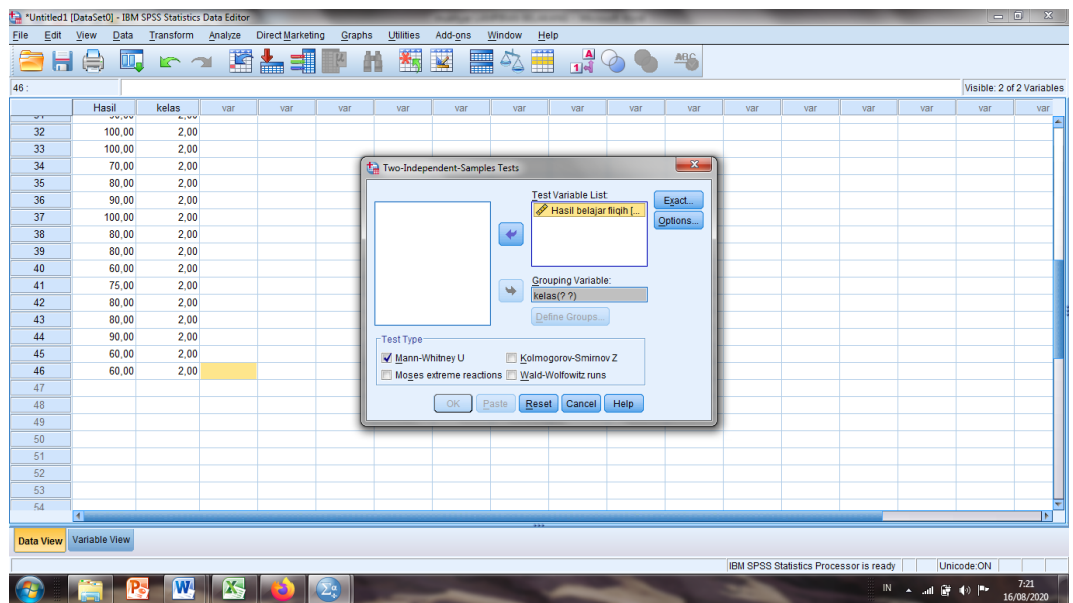 *Untitled1 [DataSet0] - IBM SPSS Statistics Data Editor
File Edit View Data Transform Analyze Direct Marketing Graphs Utilities Add-ons Window Help
46 :
Visible: 2 of 2 Variables
Hasil kelas var var var var var var var var var var var var var var var
32 100,00 2,00
33 100,00 2,00
34 70,00 2,00
35 80,00 2,00
36 90,00 2,00
37 100,00 2,00
38 80,00 2,00
39 80,00 2,00
40 60,00 2,00
41 75,00 2,00
42 80,00 2,00
43 80,00 2,00
44 90,00 2,00
45 60,00 2,00
46 60,00 2,00
47
48
49
50
51
52
53
54
Two-Independent-Samples Tests
Test Variable List:
Hasil belajar fiiqih [...
Exact...
Options...
Grouping Variable:
kelas(? ?)
Define Groups...
Test Type
Mann-Whitney U Kolmogorov-Smirnov Z
Moses extreme reactions Wald-Wolfowitz runs
OK Paste Reset Cancel Help
Data View Variable View
IBM SPSS Statistics Processor is ready Unicode:ON
IN 7:21
16/08/2020